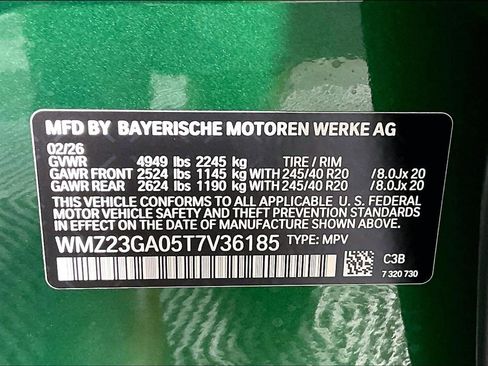 MFD BY BAYERISCHE MOTOREN WERKE AG
02/26
GVWR 4949 lbs 2245 kg TIRE / RIM
GAWR FRONT 2524 lbs 1145 kg WITH 245/40 R20 /8.0Jx 20
GAWR REAR 2624 lbs 1190 kg WITH 245/40 R20 /8.0Jx 20
THIS VEHICLE CONFORMS TO ALL APPLICABLE U. S. FEDERAL
MOTOR VEHICLE SAFETY AND THEFT PREVENTION STANDARDS
IN EFFECT ON THE DATE OF MANUFACTURE SHOWN ABOVE.
WMZ23GA05T7V36185 TYPE: MPV
C3B
7 320 730